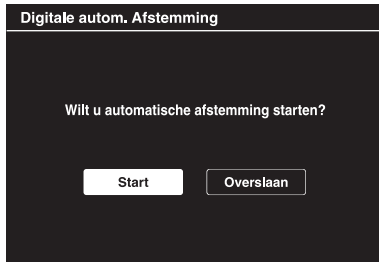 Digitale autom. Afstemming
Wilt u automatische afstemming starten?
Start
Overslaan